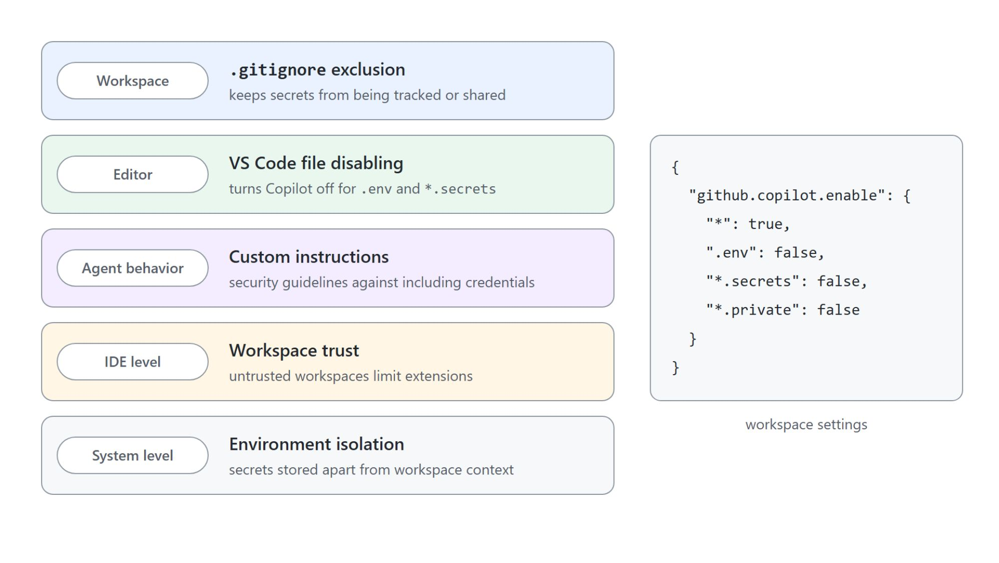 Workspace
.gitignore exclusion
keeps secrets from being tracked or shared
Editor
VS Code file disabling
turns Copilot off for .env and *.secrets
Agent behavior
Custom instructions
security guidelines against including credentials
IDE level
Workspace trust
untrusted workspaces limit extensions
System level
Environment isolation
secrets stored apart from workspace context
{
  "github.copilot.enable": {
    "*": true,
    ".env": false,
    "*.secrets": false,
    "*.private": false
  }
}
workspace settings